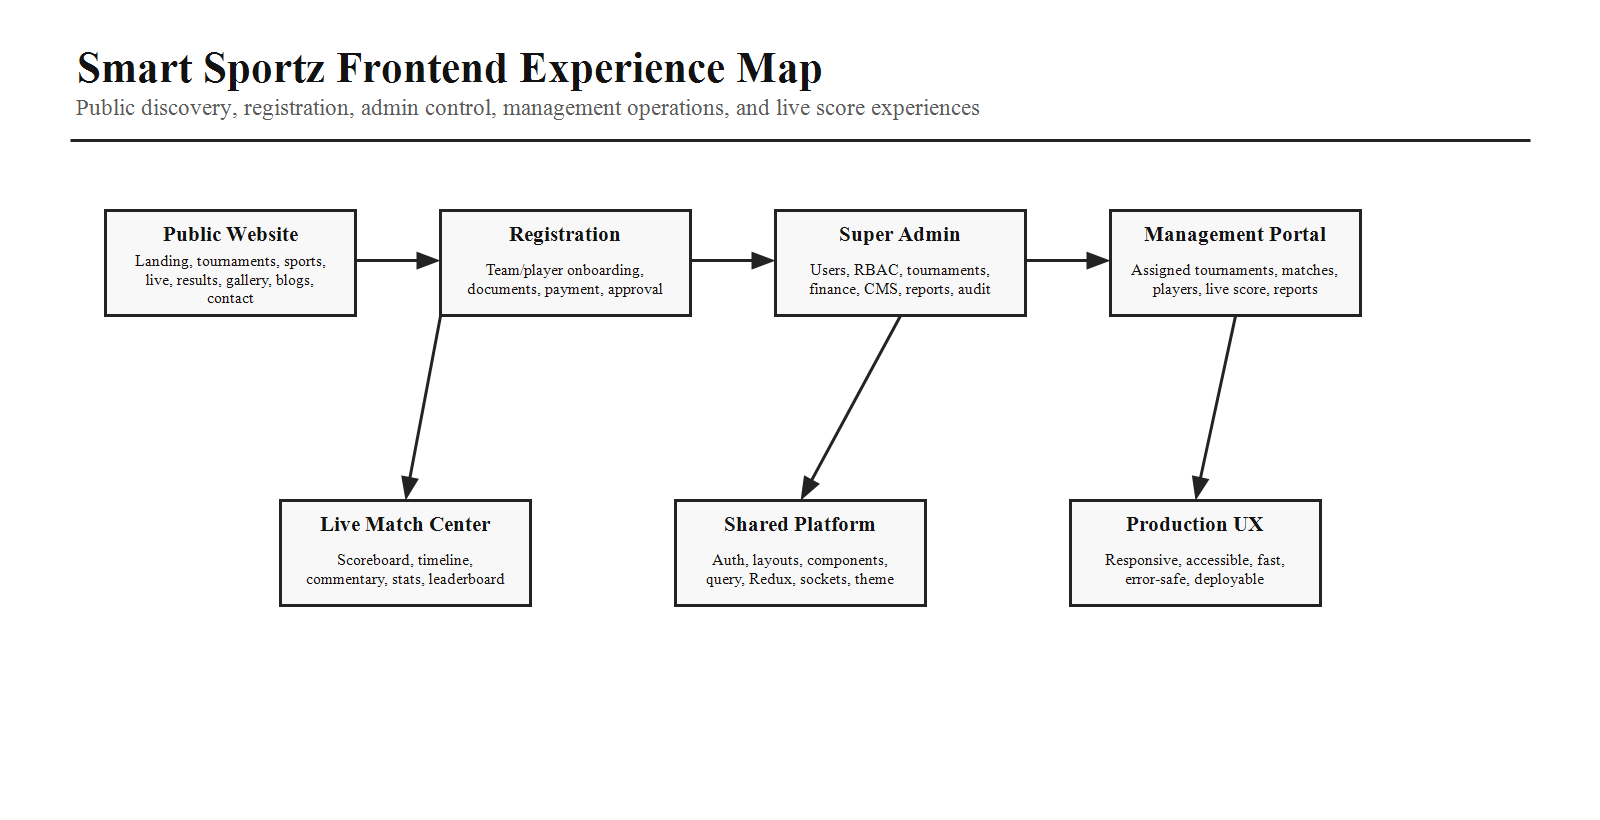 Smart Sportz Frontend Experience Map
Public discovery, registration, admin control, management operations, and live score experiences
Public Website
Landing, tournaments, sports,
live, results, gallery, blogs,
contact
Registration
Team/player onboarding,
documents, payment, approval
Super Admin
Users, RBAC, tournaments,
finance, CMS, reports, audit
Management Portal
Assigned tournaments, matches,
players, live score, reports
Live Match Center
Scoreboard, timeline,
commentary, stats, leaderboard
Shared Platform
Auth, layouts, components,
query, Redux, sockets, theme
Production UX
Responsive, accessible, fast,
error-safe, deployable